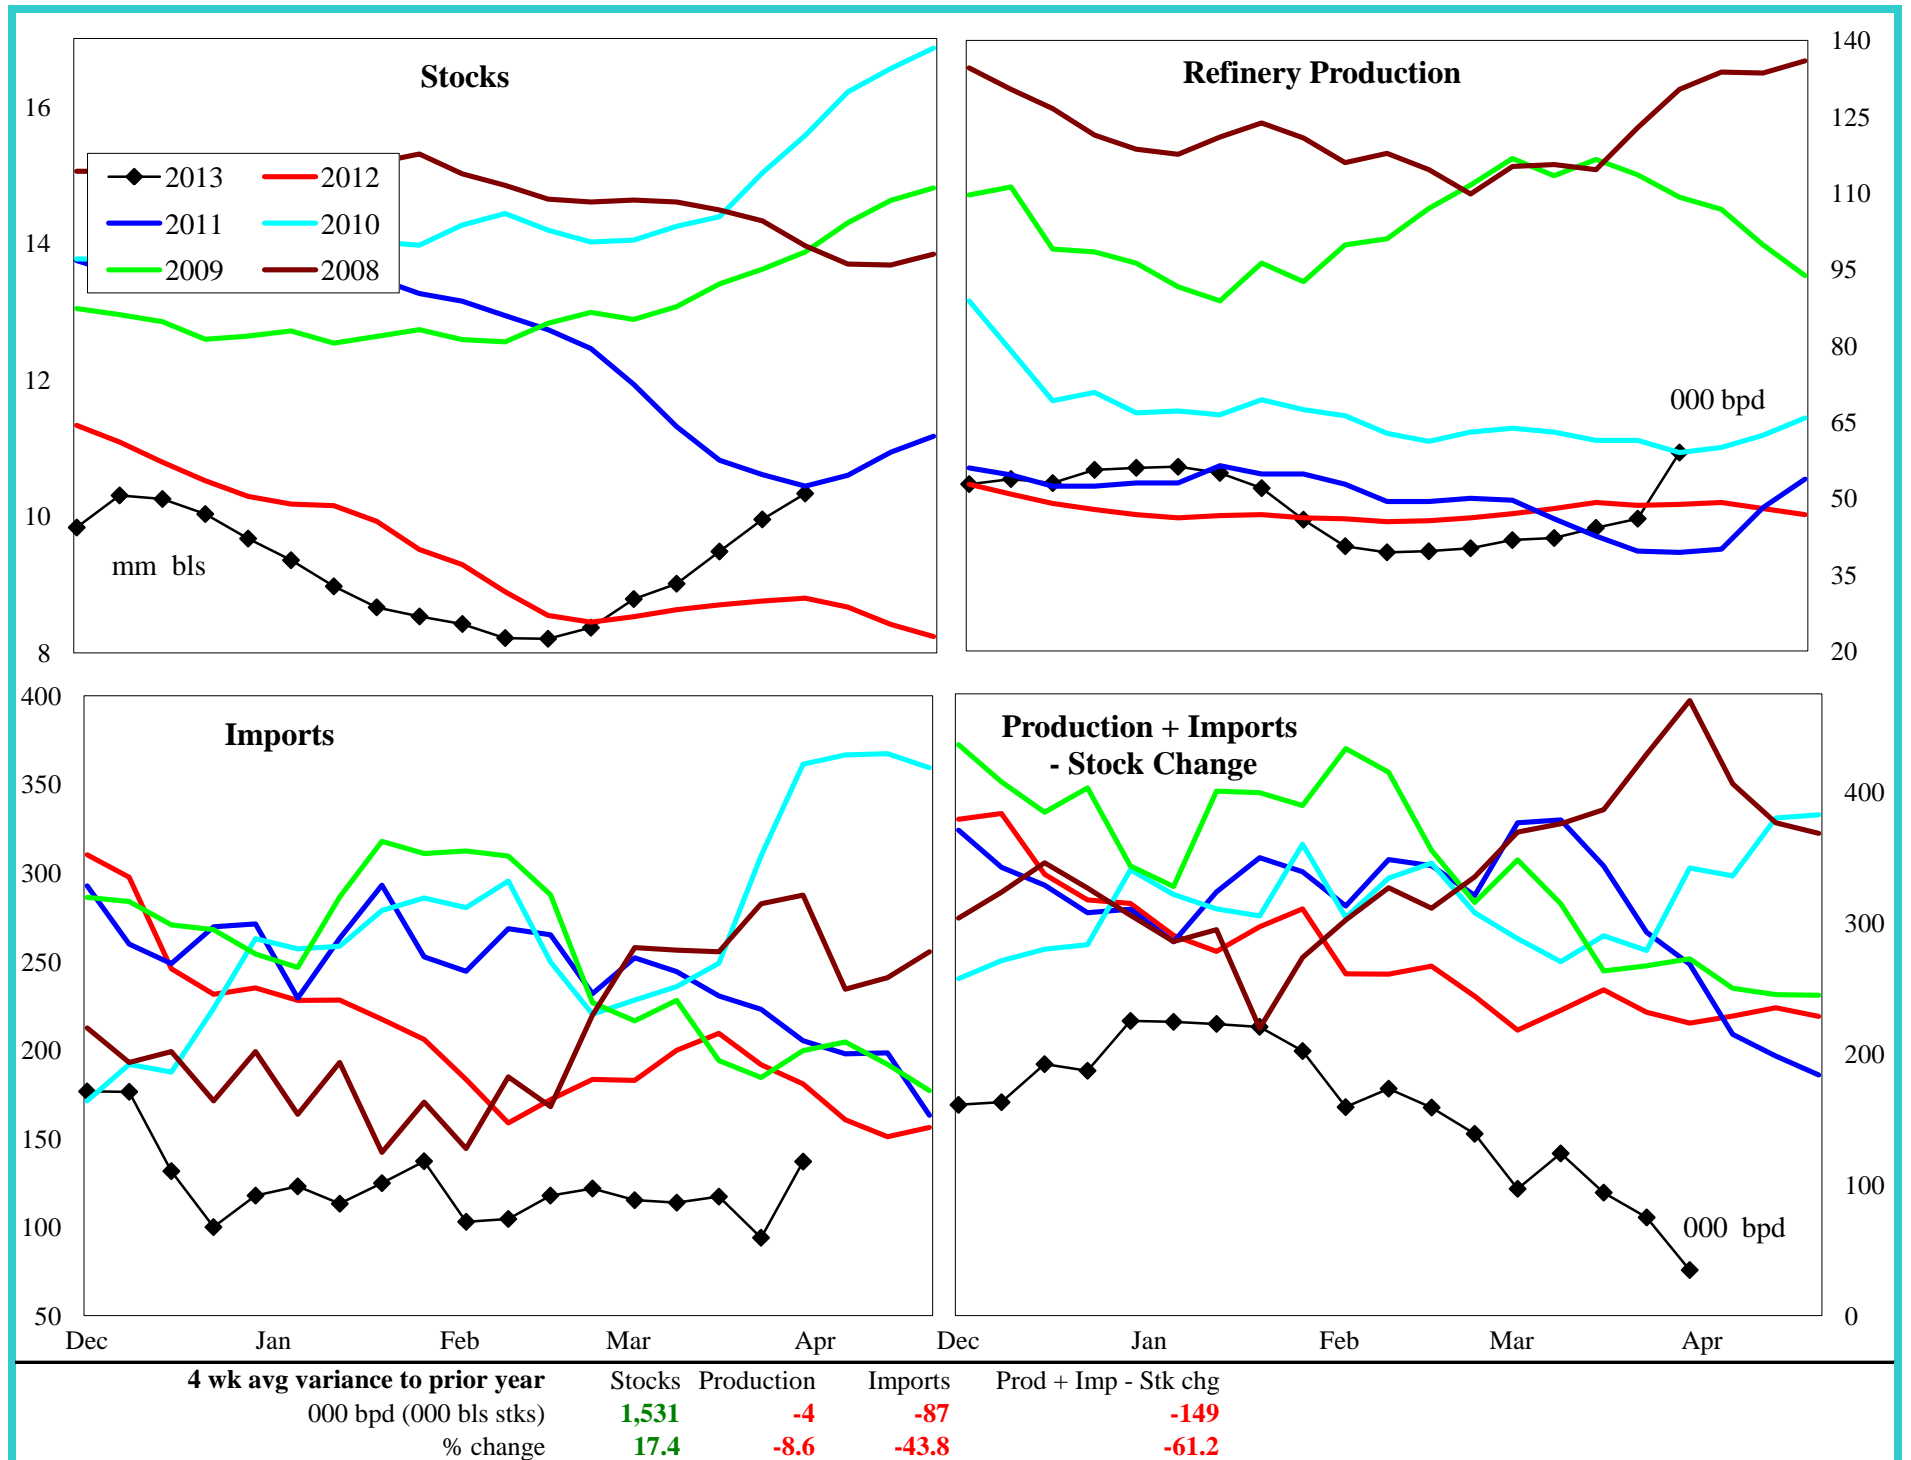 Stocks
16
14
12
10
8
2013
2012
2011
2010
2009
2008
mm bls
Refinery Production
140
125
110
95
80
65
50
35
20
000 bpd
Imports
400
350
300
250
200
150
100
50
Dec Jan Feb Mar Apr
Production + Imports
- Stock Change
400
300
200
100
0
000 bpd
Dec Jan Feb Mar Apr
4 wk avg variance to prior year Stocks Production Imports Prod + Imp - Stk chg
000 bpd (000 bls stks) 1,531 -4 -87 -149
% change 17.4 -8.6 -43.8 -61.2